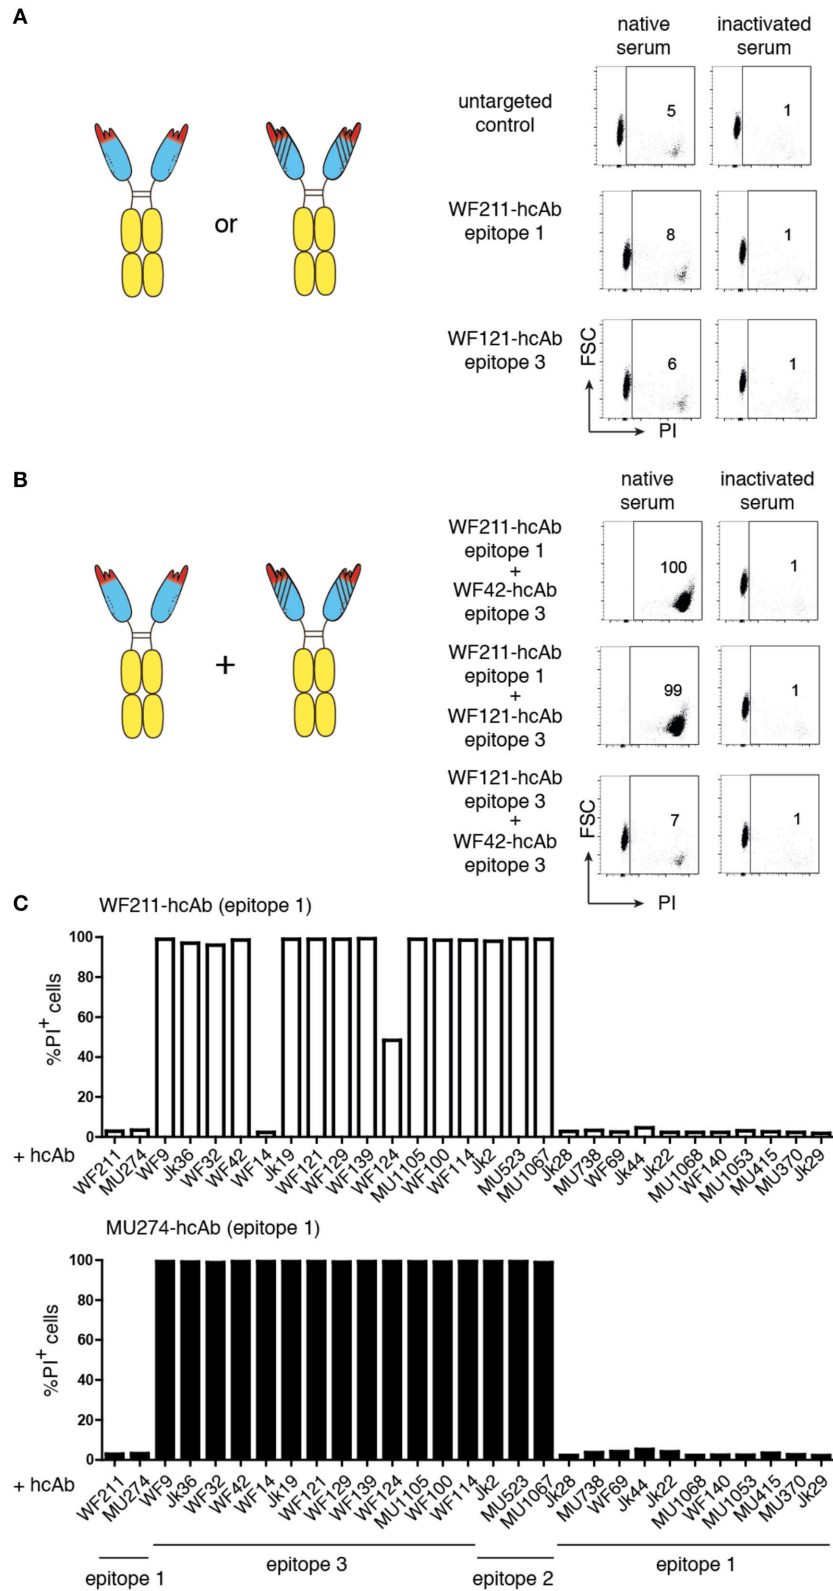 A
native
serum
inactivated
serum
untargeted
control
5
1
WF211-hcAb
epitope 1
8
1
or
WF121-hcAb
epitope 3
6
1
FSC
PI
B
native
serum
inactivated
serum
WF211-hcAb
epitope 1
+
WF42-hcAb
epitope 3
100
1
+
WF211-hcAb
epitope 1
+
WF121-hcAb
epitope 3
99
1
WF121-hcAb
epitope 3
+
WF42-hcAb
epitope 3
7
1
FSC
PI
C
WF211-hcAb (epitope 1)
%PI+ cells
100
80
60
40
20
0
+ hcAb
WF211
MU274
WF9
Jk36
WF32
WF42
WF14
Jk19
WF121
WF129
WF139
WF124
MU1105
WF100
WF114
Jk2
MU523
MU1067
Jk28
MU738
WF69
Jk44
Jk22
MU1068
WF140
MU1053
MU415
MU370
Jk29
MU274-hcAb (epitope 1)
%PI+ cells
100
80
60
40
20
0
+ hcAb
WF211
MU274
WF9
Jk36
WF32
WF42
WF14
Jk19
WF121
WF129
WF139
WF124
MU1105
WF100
WF114
Jk2
MU523
MU1067
Jk28
MU738
WF69
Jk44
Jk22
MU1068
WF140
MU1053
MU415
MU370
Jk29
epitope 1
epitope 3
epitope 2
epitope 1